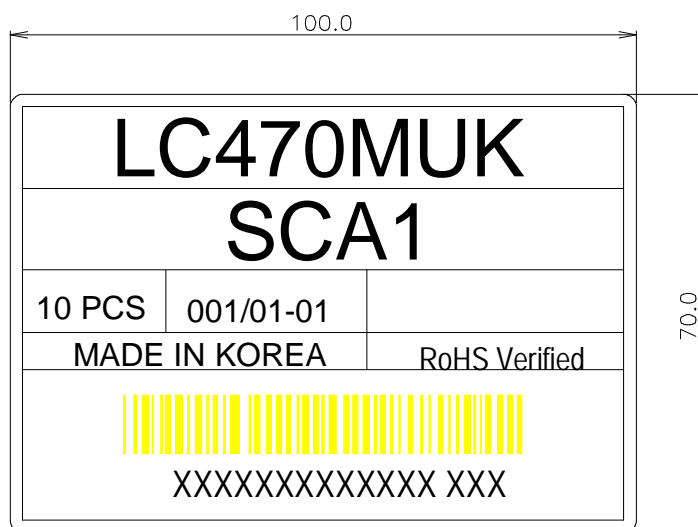 100.0
LC470MUK
SCA1
70.0
10 PCS 001/01-01
MADE IN KOREA RoHS Verified
XXXXXXXXXXXXX XXX